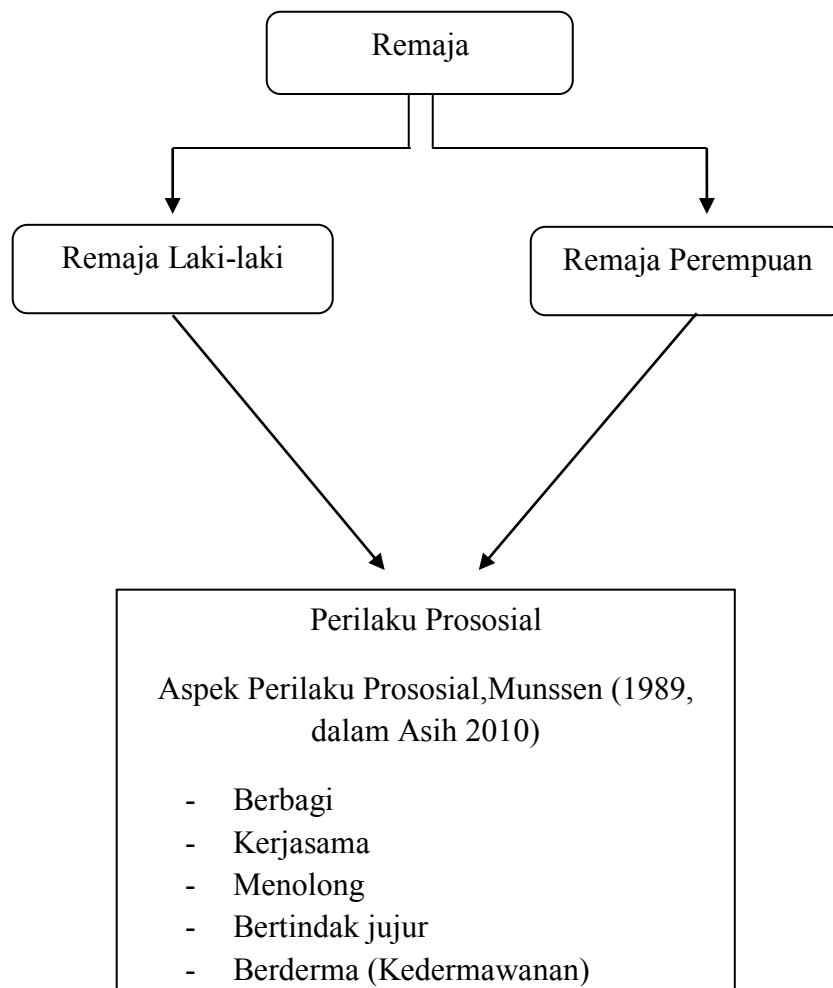 Remaja
Remaja Laki-laki
Remaja Perempuan
Perilaku Prososial
Aspek Perilaku Prososial,Munssen (1989,
dalam Asih 2010)
- Berbagi
- Kerjasama
- Menolong
- Bertindak jujur
- Berderma (Kedermawanan)